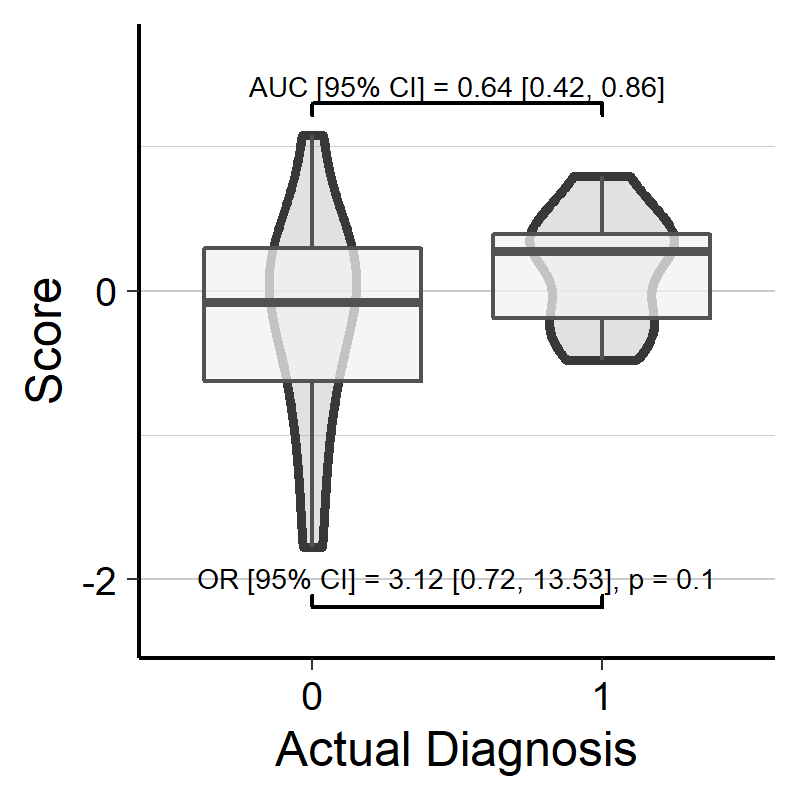 AUC [95% CI] = 0.64 [0.42, 0.86]
Score
0
-2
OR [95% CI] = 3.12 [0.72, 13.53], p = 0.1
0
1
Actual Diagnosis